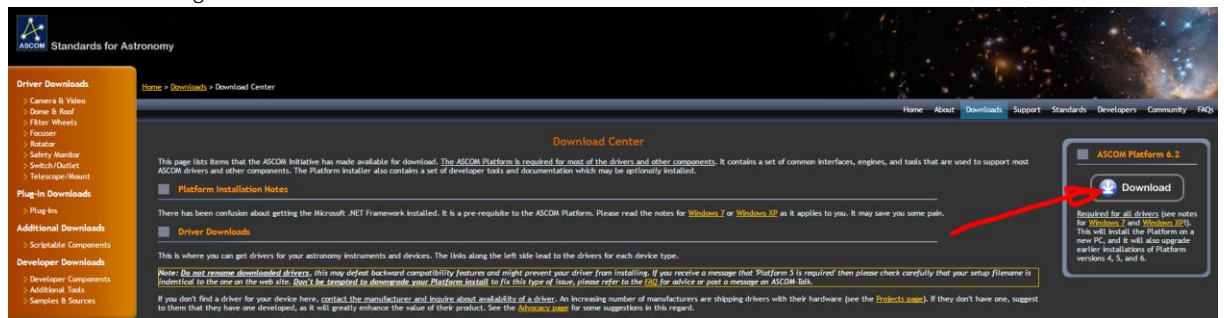 ASCOM Standards for Astronomy
Driver Downloads
Camera & Video
Dome & Roof
Filter Wheels
Focuser
Rotator
Safety Monitor
Switch/Outlet
Telescope/Mount
Plug-In Downloads
Plug-Ins
Additional Downloads
Scriptable Components
Developer Downloads
Developer Components
Additional Tools
Samples & Sources
Home > Downloads > Download Center
Home About Downloads Support Standards Developers Community FAQs
Download Center
This page lists items that the ASCOM Initiative has made available for download. The ASCOM Platform is required for most of the drivers and other components. It contains a set of common interfaces, engines, and tools that are used to support most
ASCOM drivers and other components. The Platform installer also contains a set of developer tools and documentation which may be optionally installed.
Platform Installation Notes
There has been confusion about getting the Microsoft .NET Framework installed. It is a pre-requisite to the ASCOM Platform. Please read the notes for Windows 7 or Windows XP as it applies to you. It may save you some pain.
Driver Downloads
This is where you can get drivers for your astronomy instruments and devices. The links along the left side lead to the drivers for each device type.
Note: Do not rename downloaded drivers, this may defeat backward compatibility features and might prevent your driver from installing. If you receive a message that 'Platform 5 is required' then please check carefully that your setup filename is
indentical to the one on the web site. Don't be tempted to downgrade your Platform install to fix this type of issue, please refer to the FAQ for advice or post a message on ASCOM-Talk.
If you don't find a driver for your device here, contact the manufacturer and inquire about availability of a driver. An increasing number of manufacturers are shipping drivers with their hardware (see the Projects page). If they don't have one, suggest
to them that they have one developed, as it will greatly enhance the value of their product. See the Advocacy page for some suggestions in this regard.
ASCOM Platform 6.2
Download
Required for all drivers (see notes
for Windows 7 and Windows XP!).
This will install the Platform on a
new PC, and it will also upgrade
earlier installations of Platform
versions 4, 5, and 6.